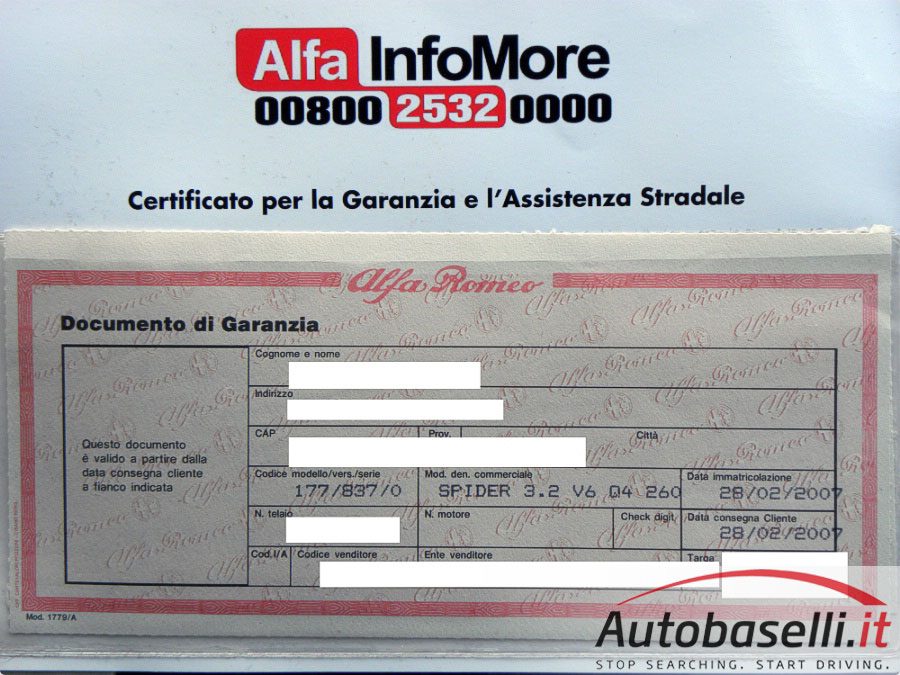 Alfa InfoMore
00800 2532 0000
Certificato per la Garanzia e l'Assistenza Stradale
Alfa Romeo
Documento di Garanzia
Cognome e nome
Indirizzo
CAP Prov. Città
Questo documento
è valido a partire dalla
data consegna cliente
a fianco indicata
Codice modello/vers./serie Mod. den. commerciale Data immatricolazione
177/837/0 SPIDER 3.2 V6 Q4 260 28/02/2007
N. telaio N. motore Check digit Data consegna Cliente
28/02/2007
Cod.I/A Codice venditore Ente venditore Targa
Mod. 1779/A
Autobaselli.it
STOP SEARCHING. START DRIVING.